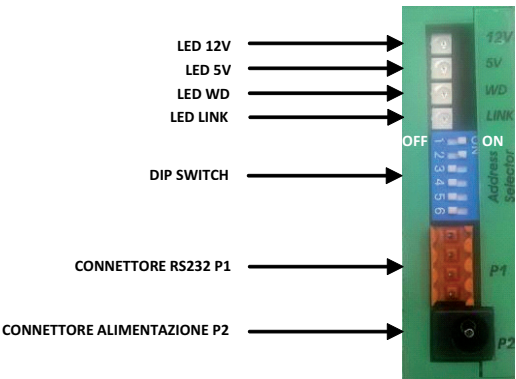 LED 12V
12V
LED 5V
5V
LED WD
WD
LED LINK
LINK
OFF
ON
ON
1 2 3 4 5 6
DIP SWITCH
Address
Selector
CONNETTORE RS232 P1
P1
CONNETTORE ALIMENTAZIONE P2
P2